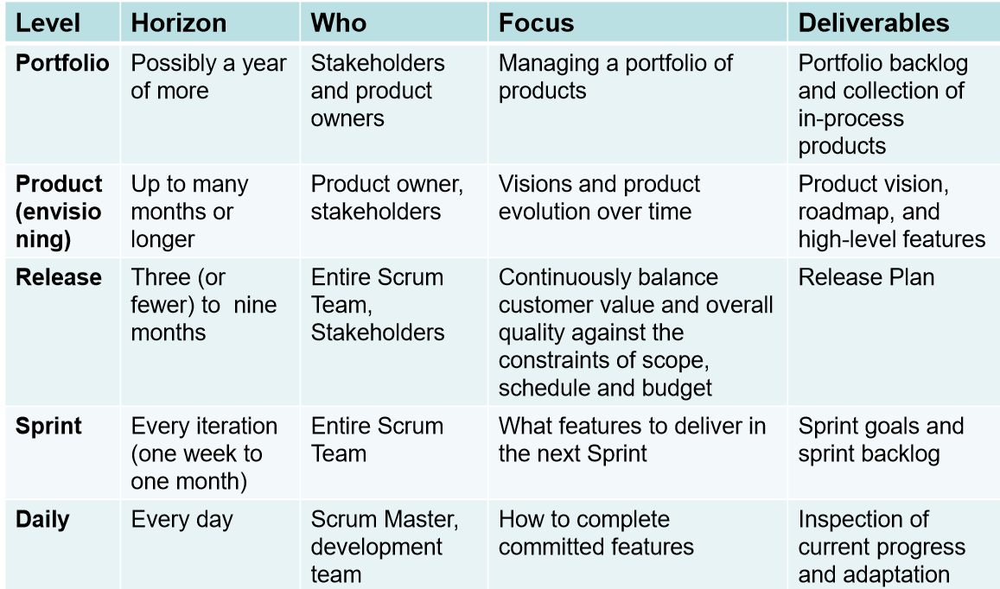 Level Horizon Who Focus Deliverables
Portfolio
Possibly a year
of more
Stakeholders
and product
owners
Managing a portfolio of
products
Portfolio backlog
and collection of
in-process
products
Product
(envisio
ning)
Up to many
months or
longer
Product owner,
stakeholders
Visions and product
evolution over time
Product vision,
roadmap, and
high-level features
Release
Three (or
fewer) to  nine
months
Entire Scrum
Team,
Stakeholders
Continuously balance
customer value and overall
quality against the
constraints of scope,
schedule and budget
Release Plan
Sprint
Every iteration
(one week to
one month)
Entire Scrum
Team
What features to deliver in
the next Sprint
Sprint goals and
sprint backlog
Daily
Every day
Scrum Master,
development
team
How to complete
committed features
Inspection of
current progress
and adaptation